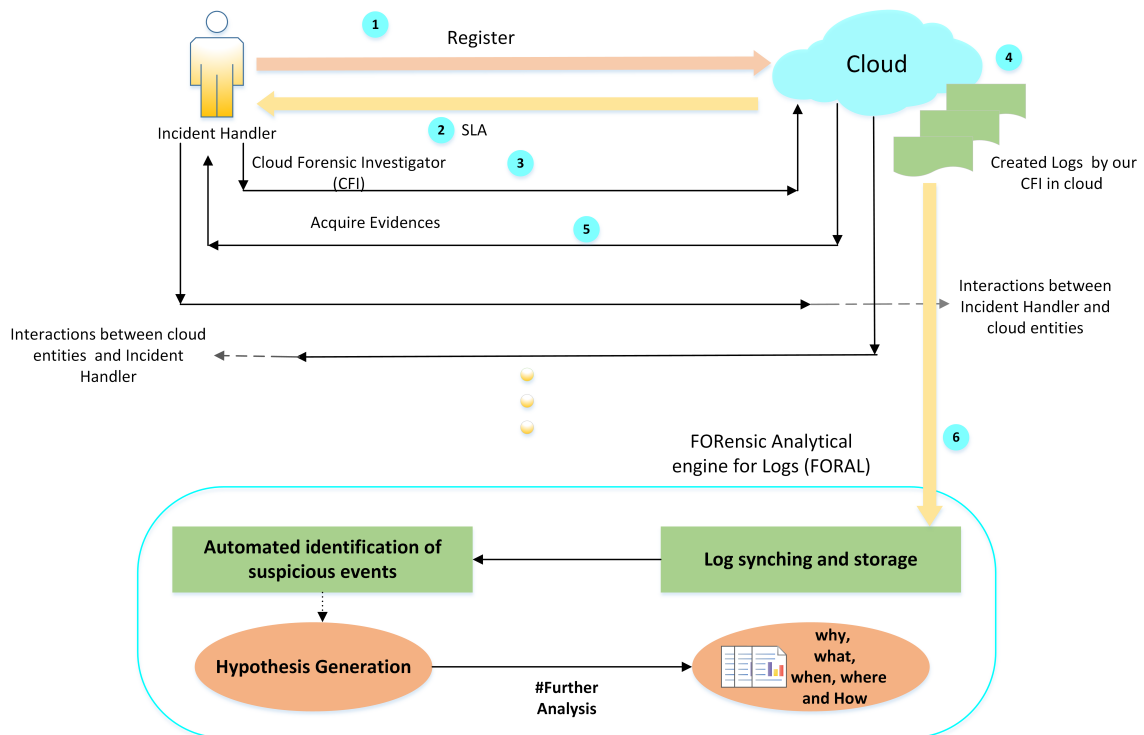 1
Register
Cloud
4
Incident Handler
2
SLA
Cloud Forensic Investigator
(CFI)
3
Created Logs by our
CFI in cloud
Acquire Evidences
5
Interactions between
Incident Handler and
cloud entities
Interactions between cloud
entities and Incident
Handler
FORensic Analytical
engine for Logs (FORAL)
6
Automated identification of
suspicious events
Log synching and storage
Hypothesis Generation
#Further
Analysis
why,
what,
when, where
and How